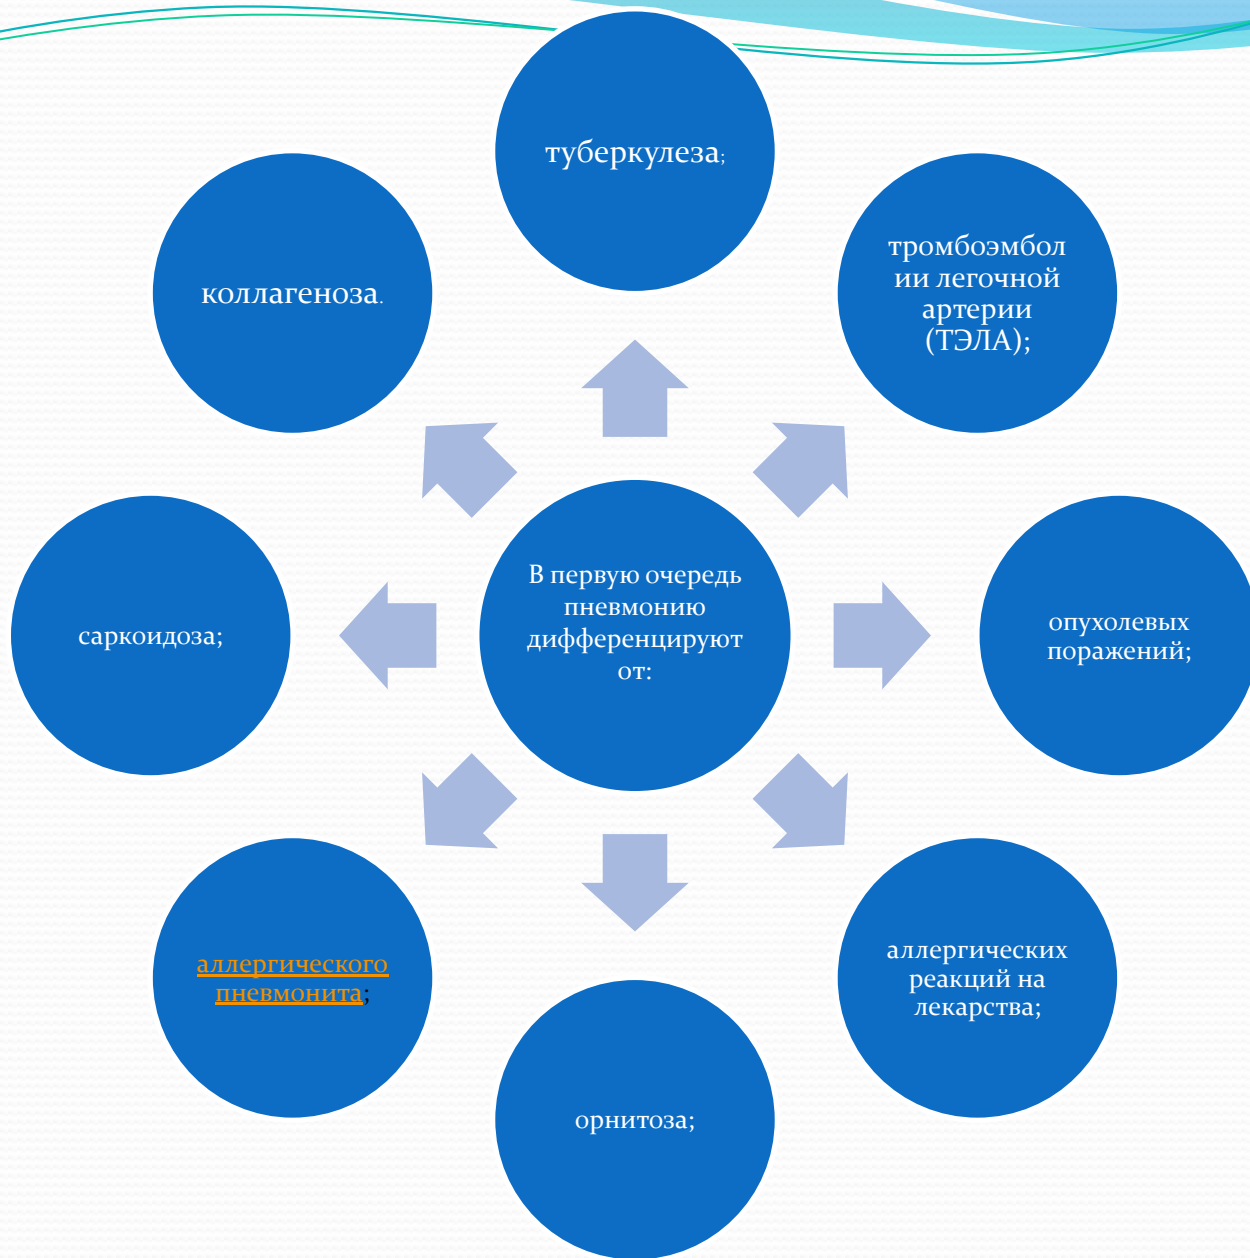 туберкулеза;
тромбоэмбол
ии легочной
артерии
(ТЭЛА);
коллагеноза.
В первую очередь
пневмонию
дифференцируют
от:
саркоидоза;
опухолевых
поражений;
аллергического
пневмонита;
аллергических
реакций на
лекарства;
орнитоза;